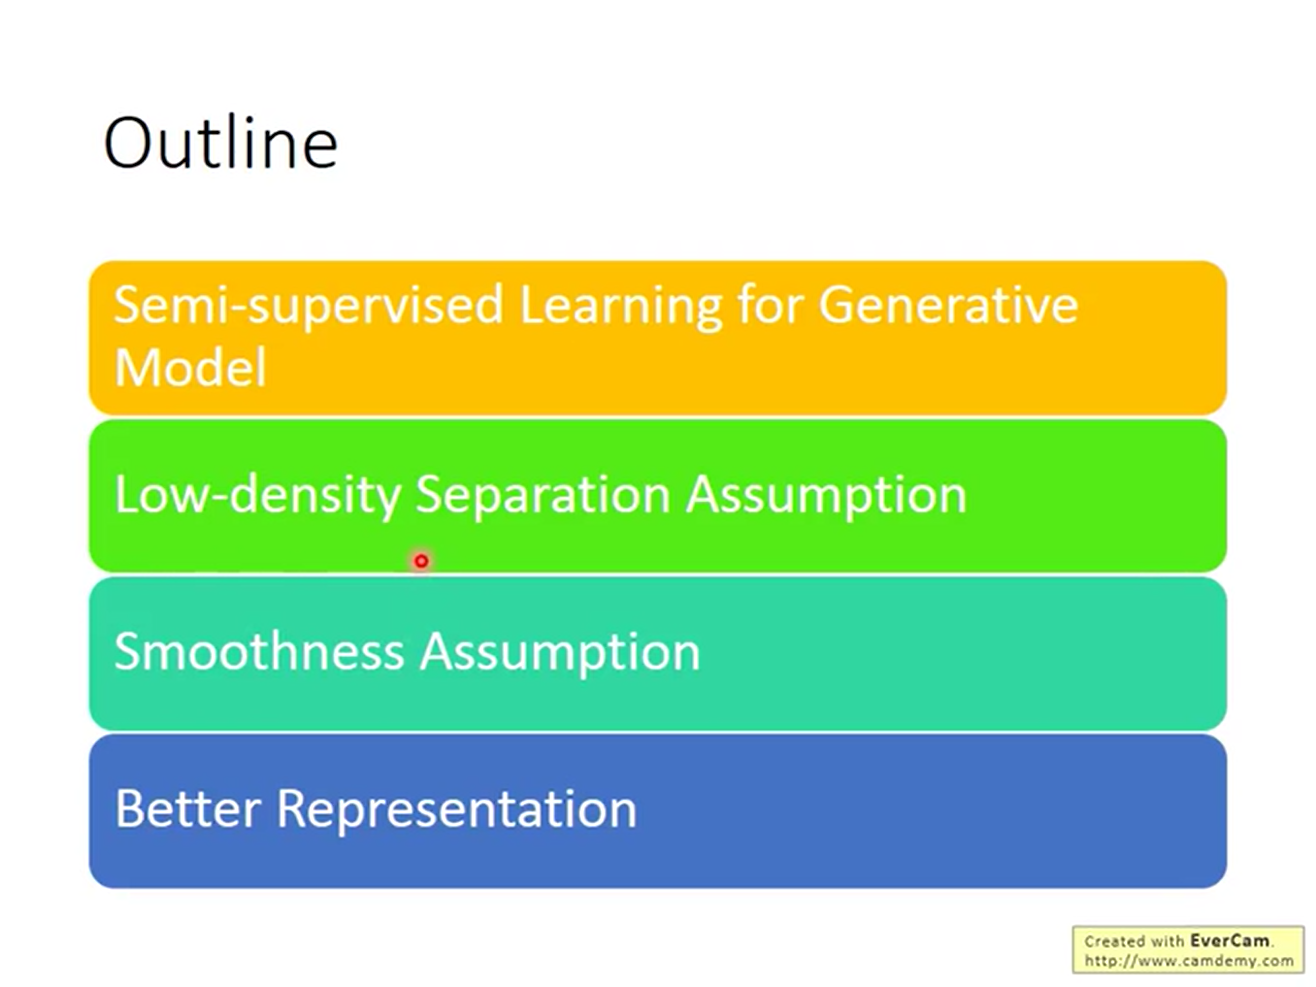 Outline
Semi-supervised Learning for Generative
Model
Low-density Separation Assumption
Smoothness Assumption
Better Representation
Created with EverCam.
http://www.camdemy.com